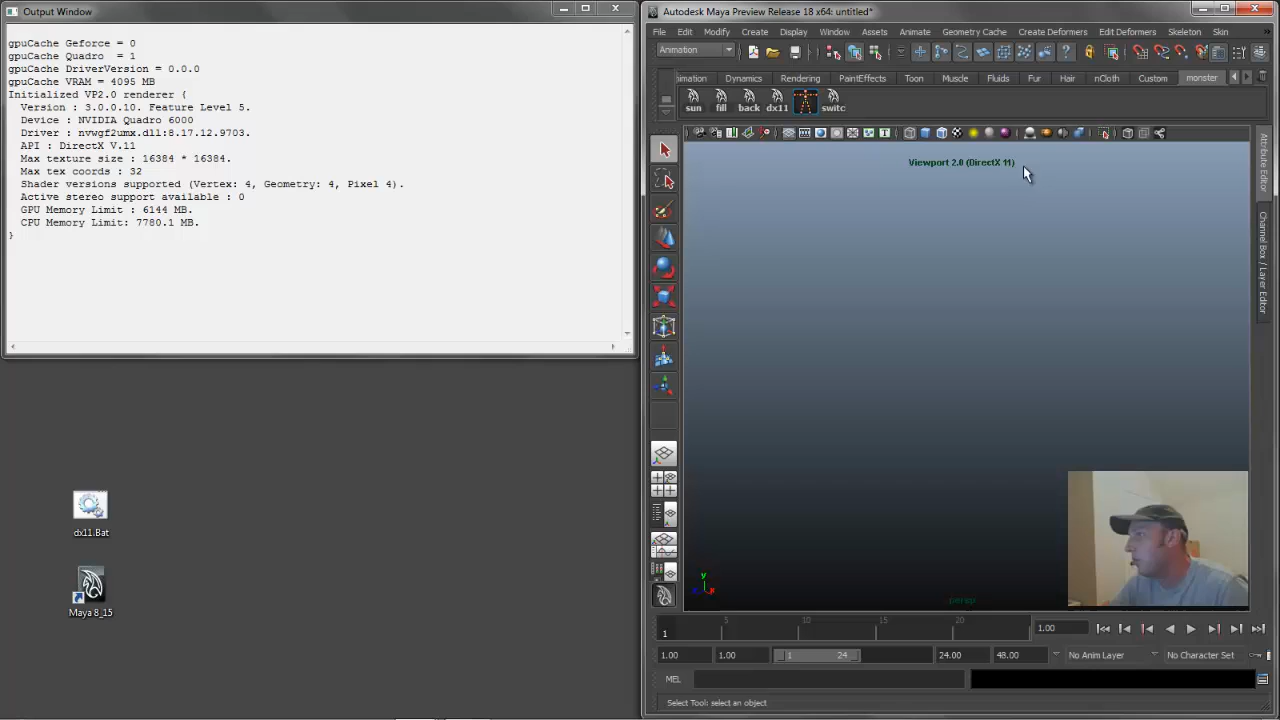 Output Window
gpuCache Geforce = 0
gpuCache Quadro = 1
gpuCache DriverVersion = 0.0.0
gpuCache VRAM = 4095 MB
Initialized VP2.0 renderer {
Version : 3.0.0.10. Feature Level 5.
Device : NVIDIA Quadro 6000
Driver : nvwgf2umx.dll:8.17.12.9703.
API : DirectX V.11
Max texture size : 16384 * 16384.
Max tex coords : 32
Shader versions supported (Vertex: 4, Geometry: 4, Pixel 4).
Active stereo support available : 0
GPU Memory Limit : 6144 MB.
CPU Memory Limit: 7780.1 MB.
}
dx11.Bat
Maya 8_15
Autodesk Maya Preview Release 18 x64: untitled*
File Edit Modify Create Display Window Assets Animate Geometry Cache Create Deformers Edit Deformers Skeleton Skin
Animation
imation Dynamics Rendering PaintEffects Toon Muscle Fluids Fur Hair nCloth Custom monster
sun fill back dx11 switc
Viewport 2.0 (DirectX 11)
Attribute Editor
Channel Box / Layer Editor
y
x
persp
1 5 10 15 20 1.00
1.00 1.00 1 24 24.00 48.00 No Anim Layer No Character Set
MEL
Select Tool: select an object